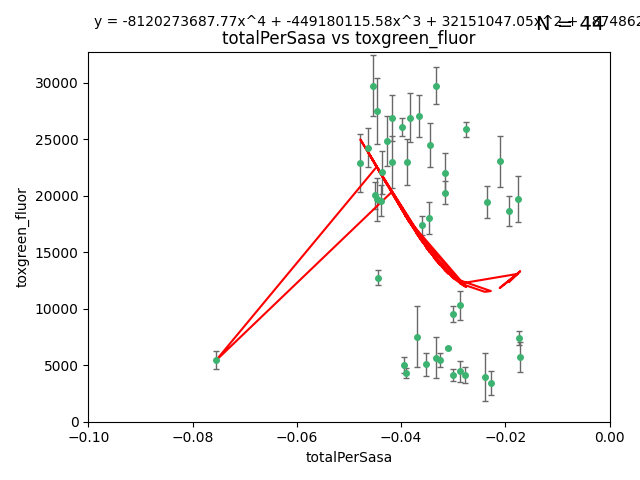 y = -8120273687.77x^4 + -449180115.58x^3 + 32151047.05x^2 +
N = 44
totalPerSasa vs toxgreen_fluor
30000
25000
20000
15000
10000
5000
0
toxgreen_fluor
−0.10 −0.08 −0.06 −0.04 −0.02 0.00
totalPerSasa